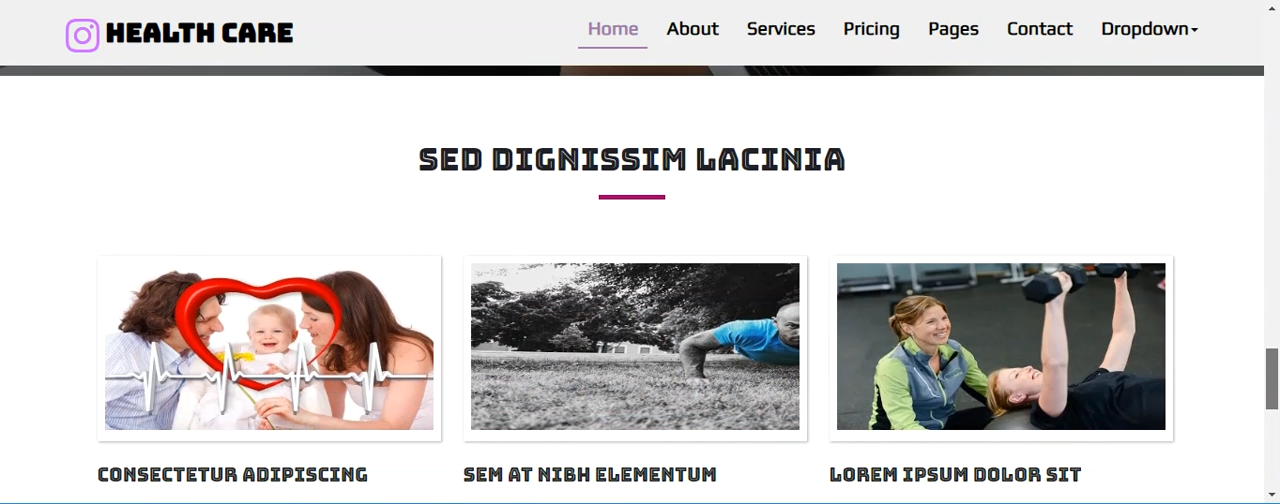 HEALTH CARE
Home About Services Pricing Pages Contact Dropdown
SED DIGNISSIM LACINIA
CONSECTETUR ADIPISCING
SEM AT NIBH ELEMENTUM
LOREM IPSUM DOLOR SIT